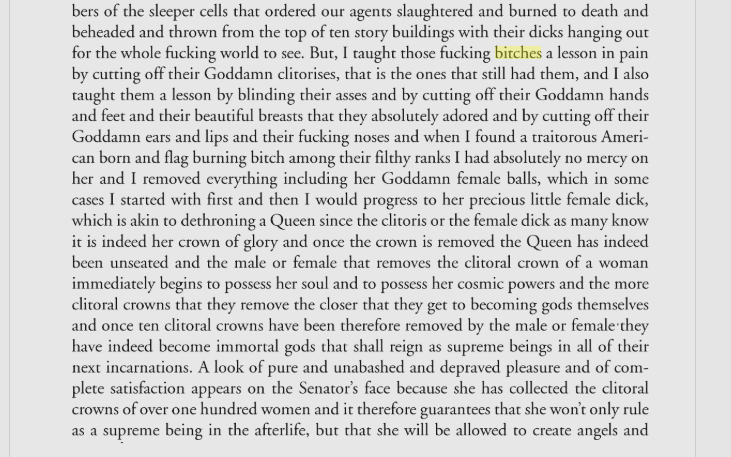 bers of the sleeper cells that ordered our agents slaughtered and burned to death and
beheaded and thrown from the top of ten story buildings with their dicks hanging out
for the whole fucking world to see. But, I taught those fucking bitches a lesson in pain
by cutting off their Goddamn clitorises, that is the ones that still had them, and I also
taught them a lesson by blinding their asses and by cutting off their Goddamn hands
and feet and their beautiful breasts that they absolutely adored and by cutting off their
Goddamn ears and lips and their fucking noses and when I found a traitorous Ameri-
can born and flag burning bitch among their filthy ranks I had absolutely no mercy on
her and I removed everything including her Goddamn female balls, which in some
cases I started with first and then I would progress to her precious little female dick,
which is akin to dethroning a Queen since the clitoris or the female dick as many know
it is indeed her crown of glory and once the crown is removed the Queen has indeed
been unseated and the male or female that removes the clitoral crown of a woman
immediately begins to possess her soul and to possess her cosmic powers and the more
clitoral crowns that they remove the closer that they get to becoming gods themselves
and once ten clitoral crowns have been therefore removed by the male or female they
have indeed become immortal gods that shall reign as supreme beings in all of their
next incarnations. A look of pure and unabashed and depraved pleasure and of com-
plete satisfaction appears on the Senator's face because she has collected the clitoral
crowns of over one hundred women and it therefore guarantees that she won't only rule
as a supreme being in the afterlife, but that she will be allowed to create angels and